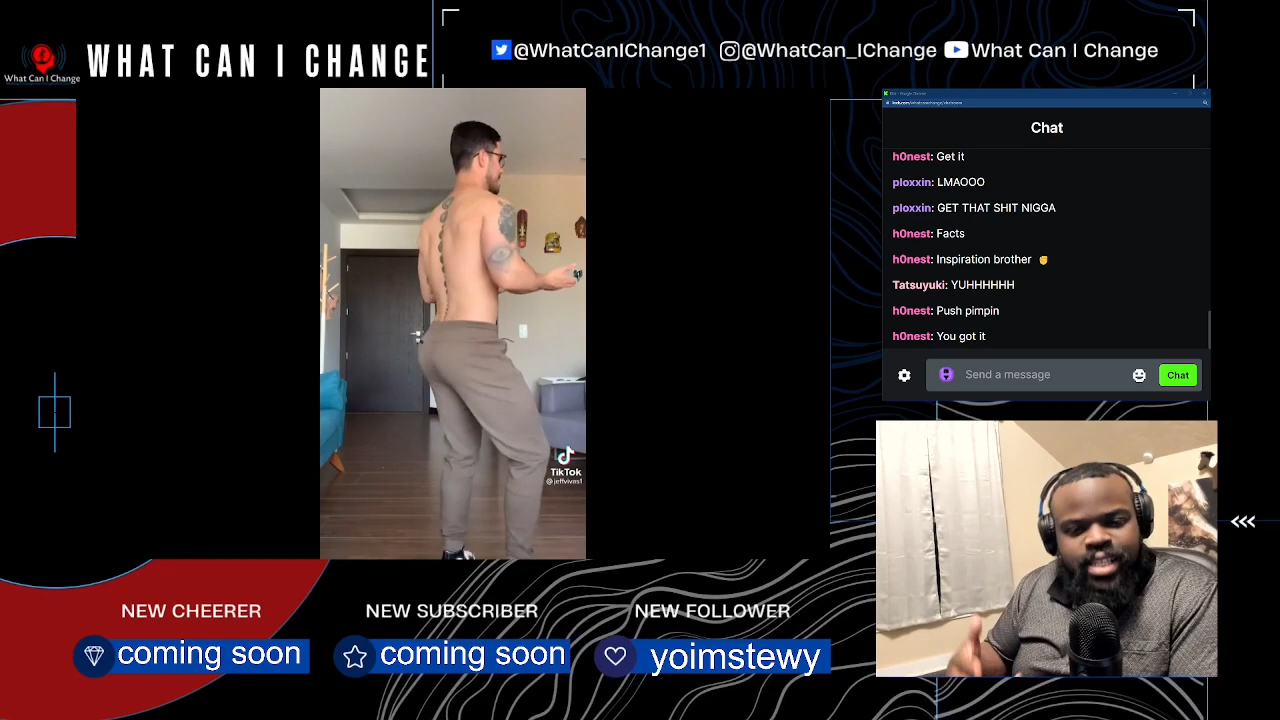 What Can I Change
WHAT CAN I CHANGE
@WhatCanIChange1 @WhatCan_IChange What Can I Change
Chat
h0nest: Get it
ploxxin: LMAOOO
ploxxin: GET THAT SHIT NIGGA
h0nest: Facts
h0nest: Inspiration brother
Tatsuyuki: YUHHHHHH
h0nest: Push pimpin
h0nest: You got it
Send a message
Chat
TikTok
@jeffvivas1
NEW CHEERER
NEW SUBSCRIBER
NEW FOLLOWER
coming soon
coming soon
yoimstewy